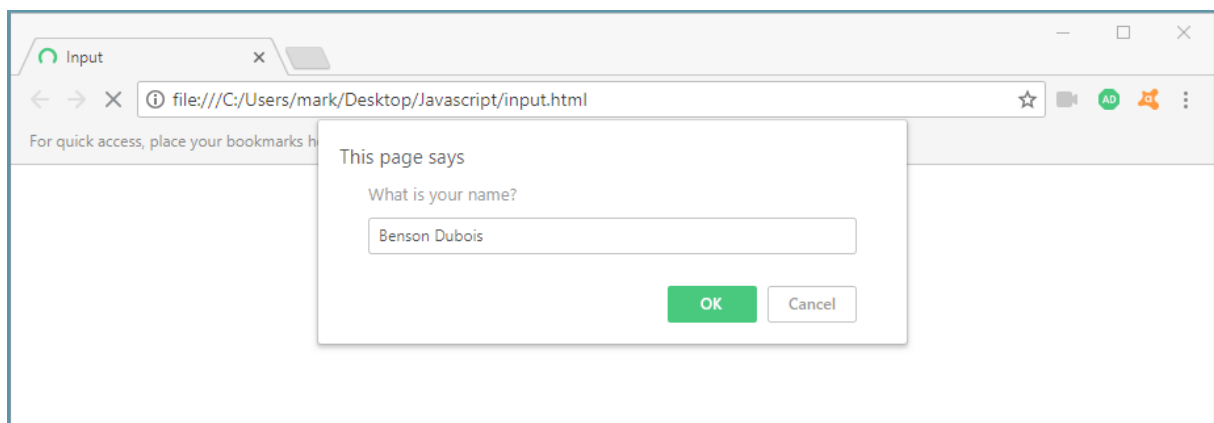 Input
file:///C:/Users/mark/Desktop/Javascript/input.html
AD
For quick access, place your bookmarks h
This page says
What is your name?
Benson Dubois
OK Cancel